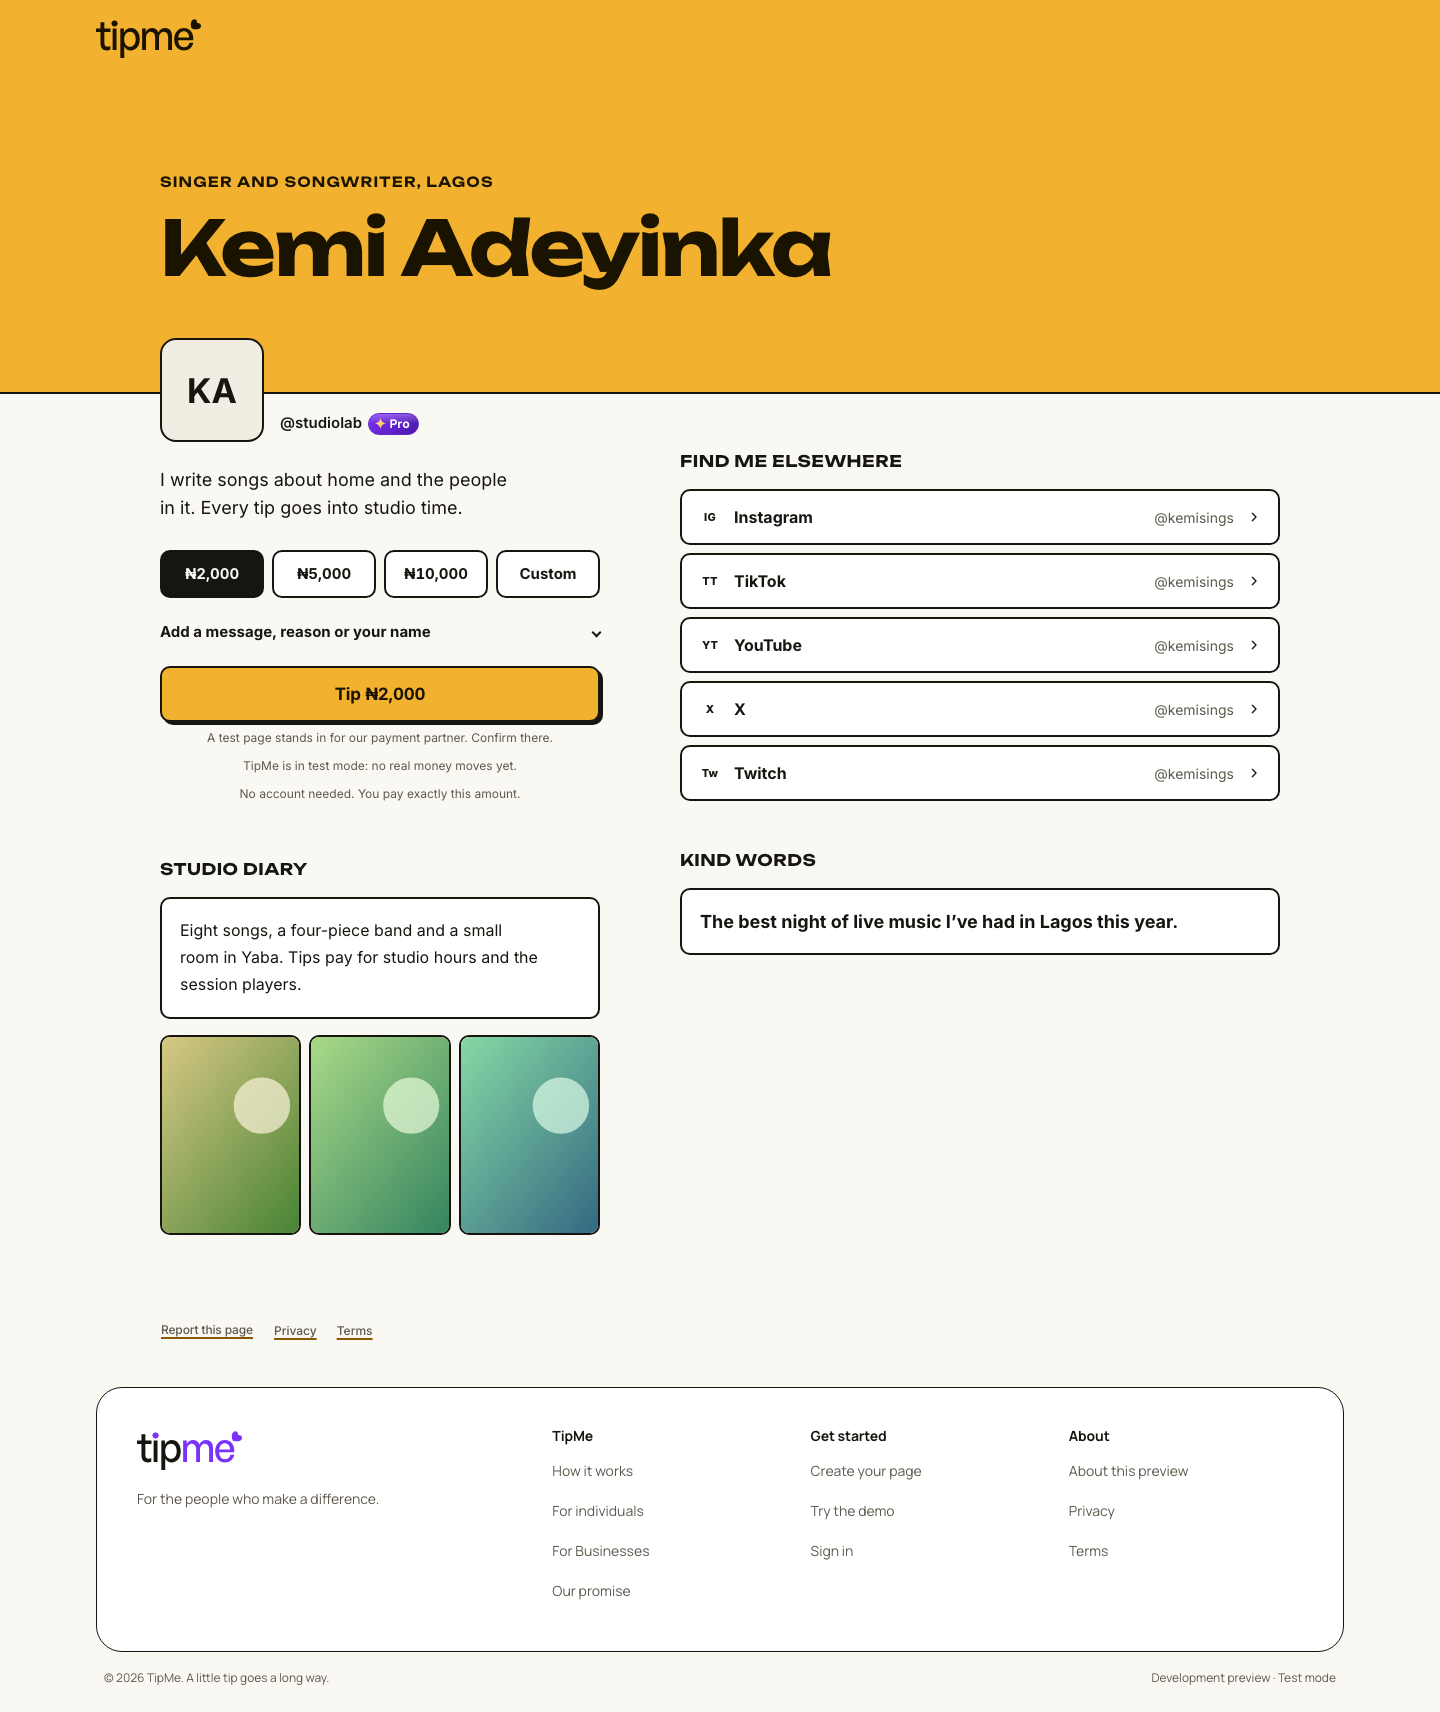 tipme
SINGER AND SONGWRITER, LAGOS
Kemi Adeyinka
KA
@studiolab
Pro
I write songs about home and the people
in it. Every tip goes into studio time.
₦2,000
₦5,000
₦10,000
Custom
Add a message, reason or your name
Tip ₦2,000
A test page stands in for our payment partner. Confirm there.
TipMe is in test mode: no real money moves yet.
No account needed. You pay exactly this amount.
STUDIO DIARY
Eight songs, a four-piece band and a small
room in Yaba. Tips pay for studio hours and the
session players.
FIND ME ELSEWHERE
IG Instagram @kemisings
TT TikTok @kemisings
YT YouTube @kemisings
X X @kemisings
Tw Twitch @kemisings
KIND WORDS
The best night of live music I’ve had in Lagos this year.
Report this page
Privacy
Terms
tipme
For the people who make a difference.
TipMe
How it works
For individuals
For Businesses
Our promise
Get started
Create your page
Try the demo
Sign in
About
About this preview
Privacy
Terms
© 2026 TipMe. A little tip goes a long way.
Development preview · Test mode